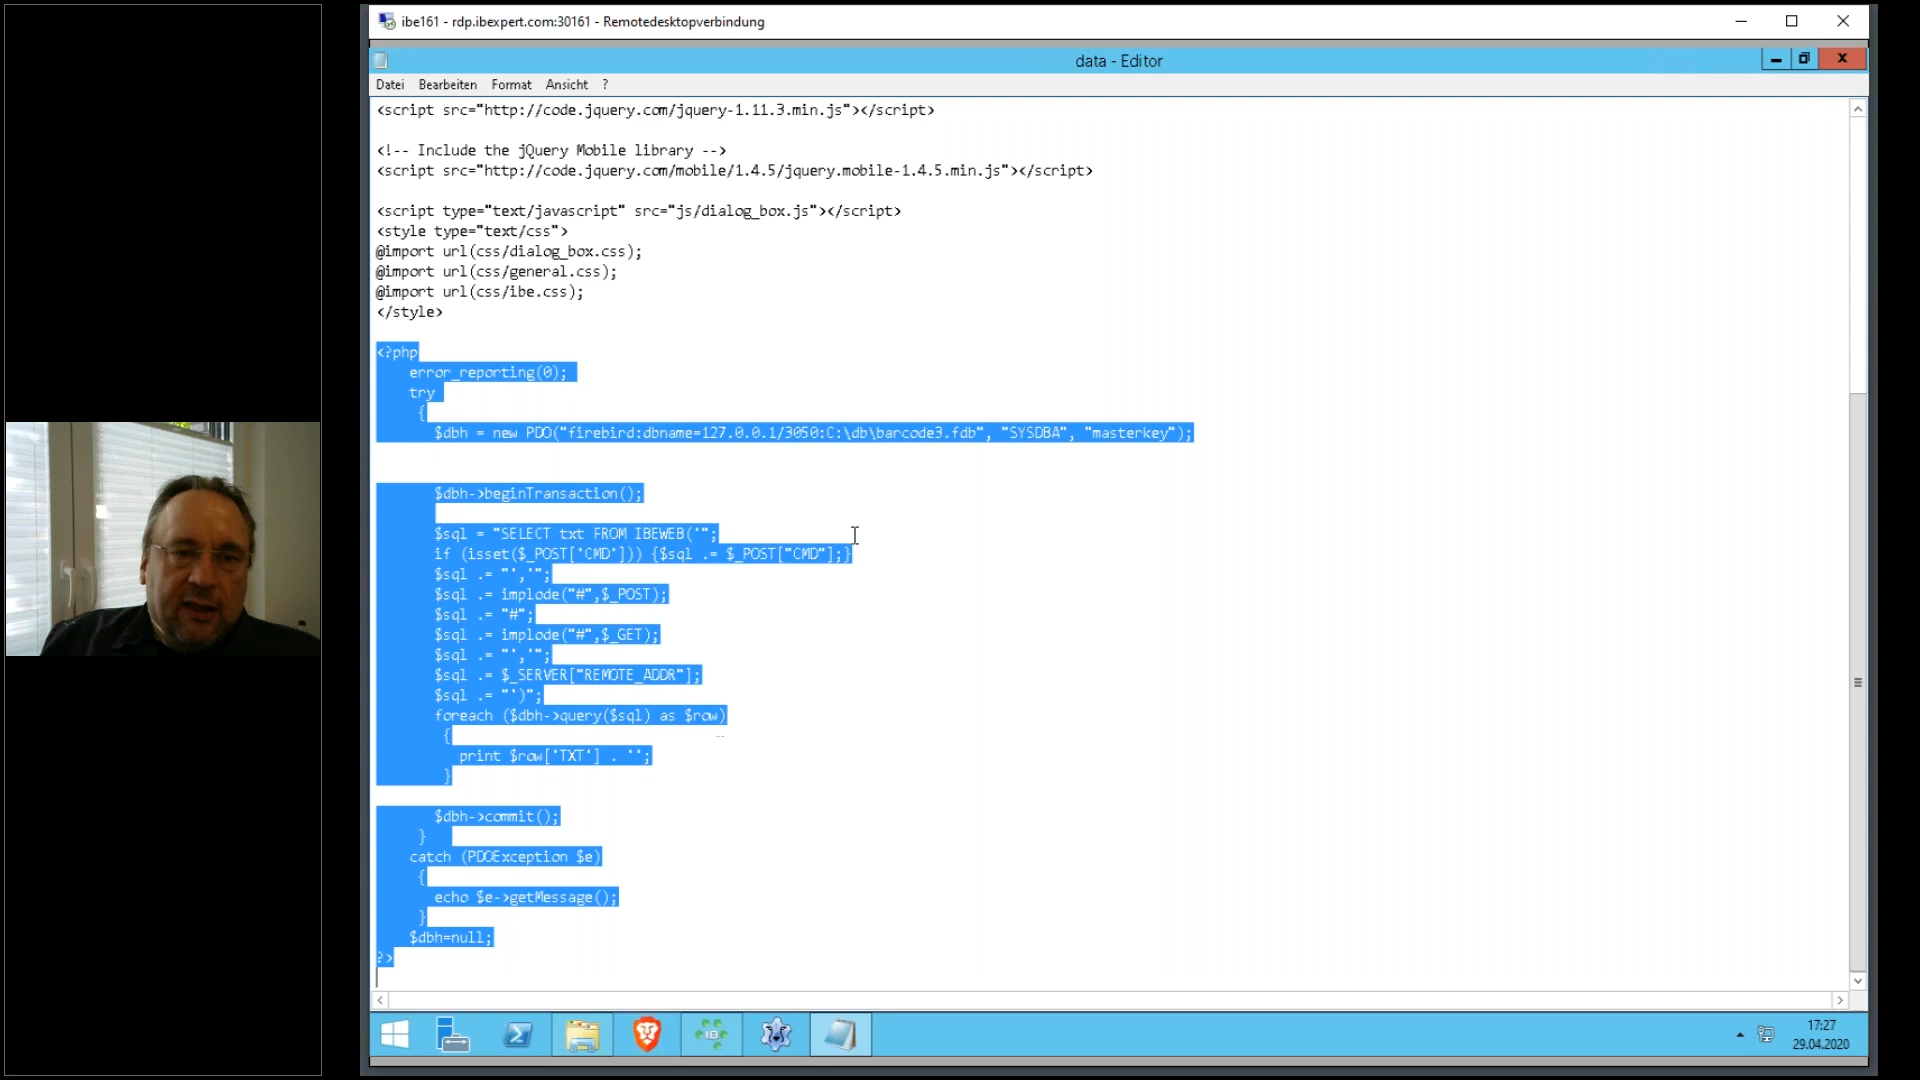 ibe161 - rdp.ibexpert.com:30161 - Remotedesktopverbindung
data - Editor
Datei Bearbeiten Format Ansicht ?
<script src="http://code.jquery.com/jquery-1.11.3.min.js"></script>
<!-- Include the jQuery Mobile library -->
<script src="http://code.jquery.com/mobile/1.4.5/jquery.mobile-1.4.5.min.js"></script>
<script type="text/javascript" src="js/dialog_box.js"></script>
<style type="text/css">
@import url(css/dialog_box.css);
@import url(css/general.css);
@import url(css/ibe.css);
</style>
<?php
error_reporting(0);
try
{
$dbh = new PDO("firebird:dbname=127.0.0.1/3050:C:\db\barcode3.fdb", "SYSDBA", "masterkey");
$dbh->beginTransaction();
$sql = "SELECT txt FROM IBEWEB('";
if (isset($_POST['CMD'])) {$sql .= $_POST["CMD"];}
$sql .= "','";
$sql .= implode("#",$_POST);
$sql .= "#";
$sql .= implode("#",$_GET);
$sql .= "','";
$sql .= $_SERVER["REMOTE_ADDR"];
$sql .= "')";
foreach ($dbh->query($sql) as $row)
{
print $row['TXT'] . '';
}
$dbh->commit();
}
catch (PDOException $e)
{
echo $e->getMessage();
}
$dbh=null;
?>
IBE
17:27
29.04.2020